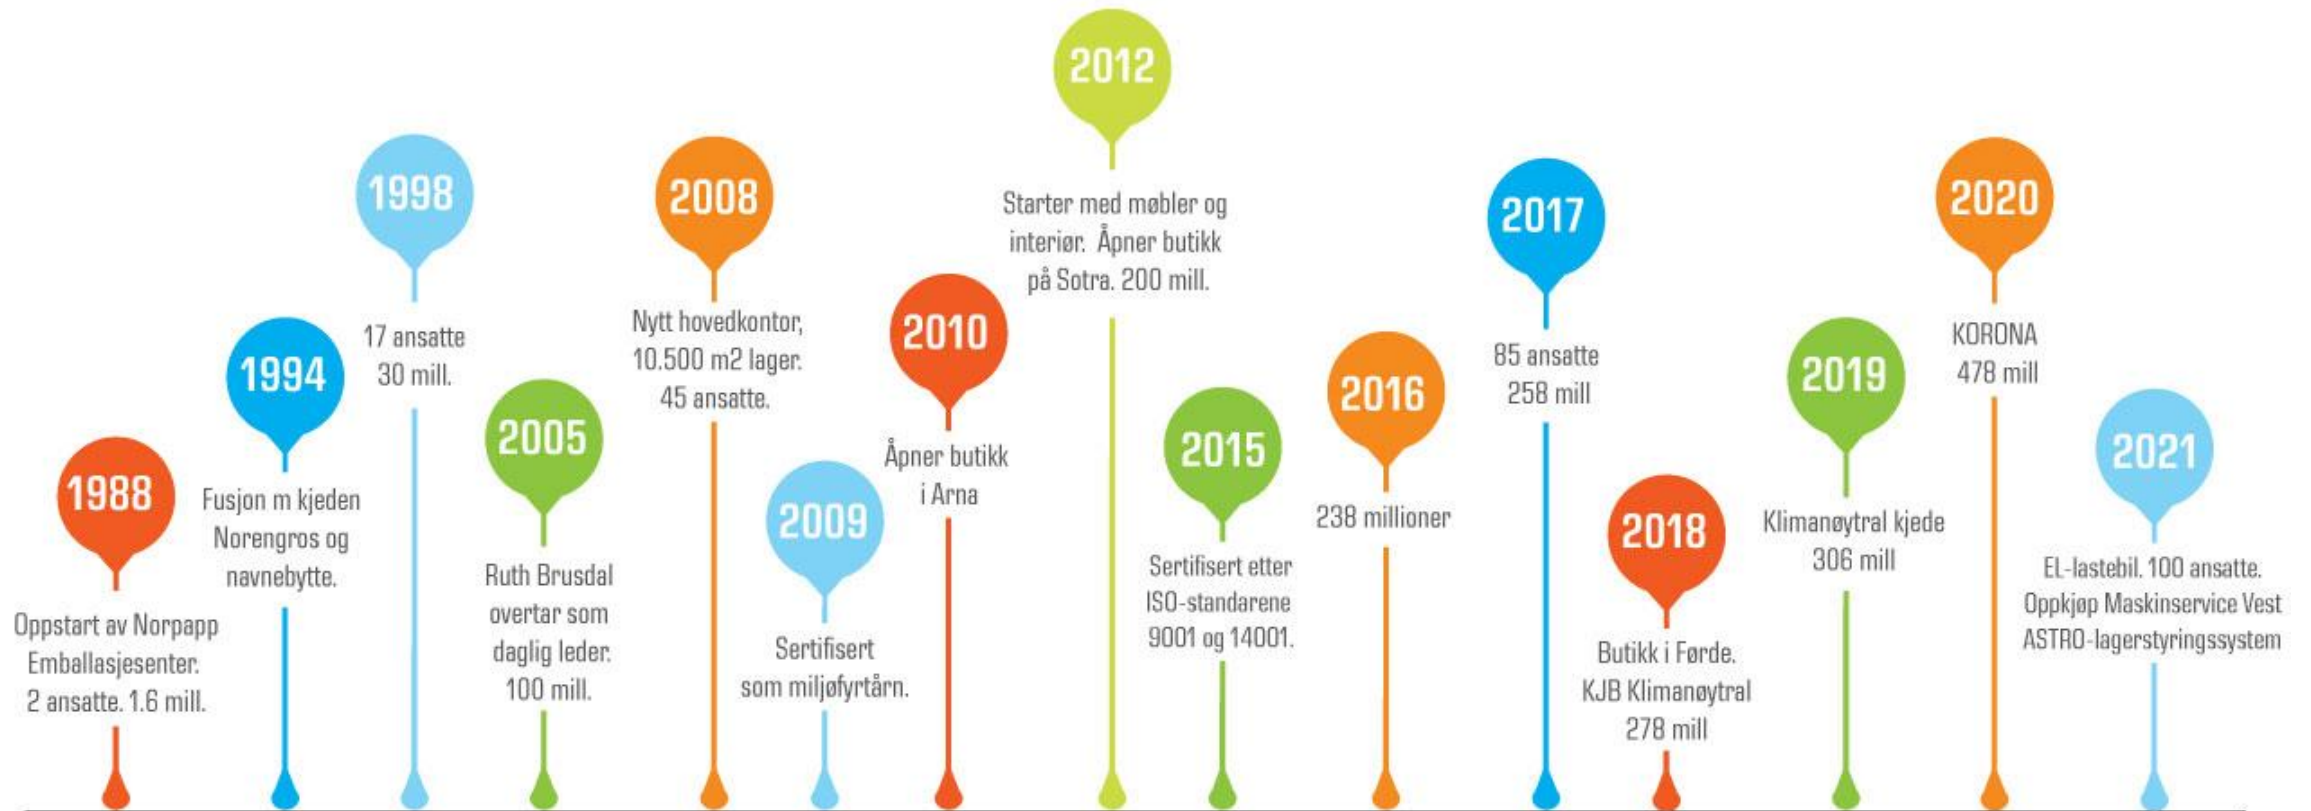 1988
Oppstart av Norpapp
Emballasjesenter.
2 ansatte. 1.6 mill.
1994
Fusjon m kjeden
Norengros og
navnebytte.
1998
17 ansatte
30 mill.
2005
Ruth Brusdal
overtar som
daglig leder.
100 mill.
2008
Nytt hovedkontor,
10.500 m2 lager.
45 ansatte.
2009
Sertifisert
som miljøfyrtårn.
2010
Åpner butikk
i Arna
2012
Starter med møbler og
interiør. Åpner butikk
på Sotra. 200 mill.
2015
Sertifisert etter
ISO-standarene
9001 og 14001.
2016
238 millioner
2017
85 ansatte
258 mill
2018
Butikk i Førde.
KJB Klimanøytral
278 mill
2019
Klimanøytral kjede
306 mill
2020
KORONA
478 mill
2021
EL-lastebil. 100 ansatte.
Oppkjøp Maskinservice Vest
ASTRO-lagerstyringssystem